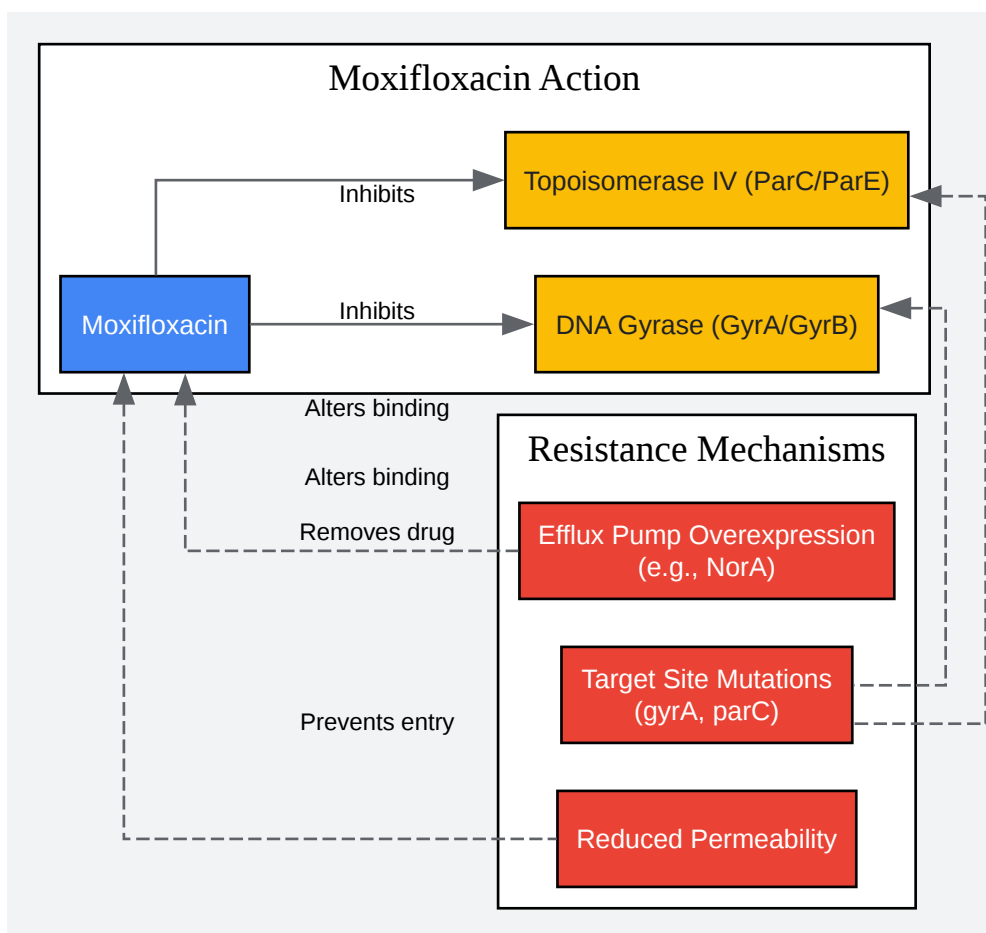 Moxifloxacin Action
Topoisomerase IV (ParC/ParE)
Inhibits
Moxifloxacin
Inhibits
DNA Gyrase (GyrA/GyrB)
Alters binding
Resistance Mechanisms
Alters binding
Removes drug
Efflux Pump Overexpression
(e.g., NorA)
Target Site Mutations
(gyrA, parC)
Prevents entry
Reduced Permeability